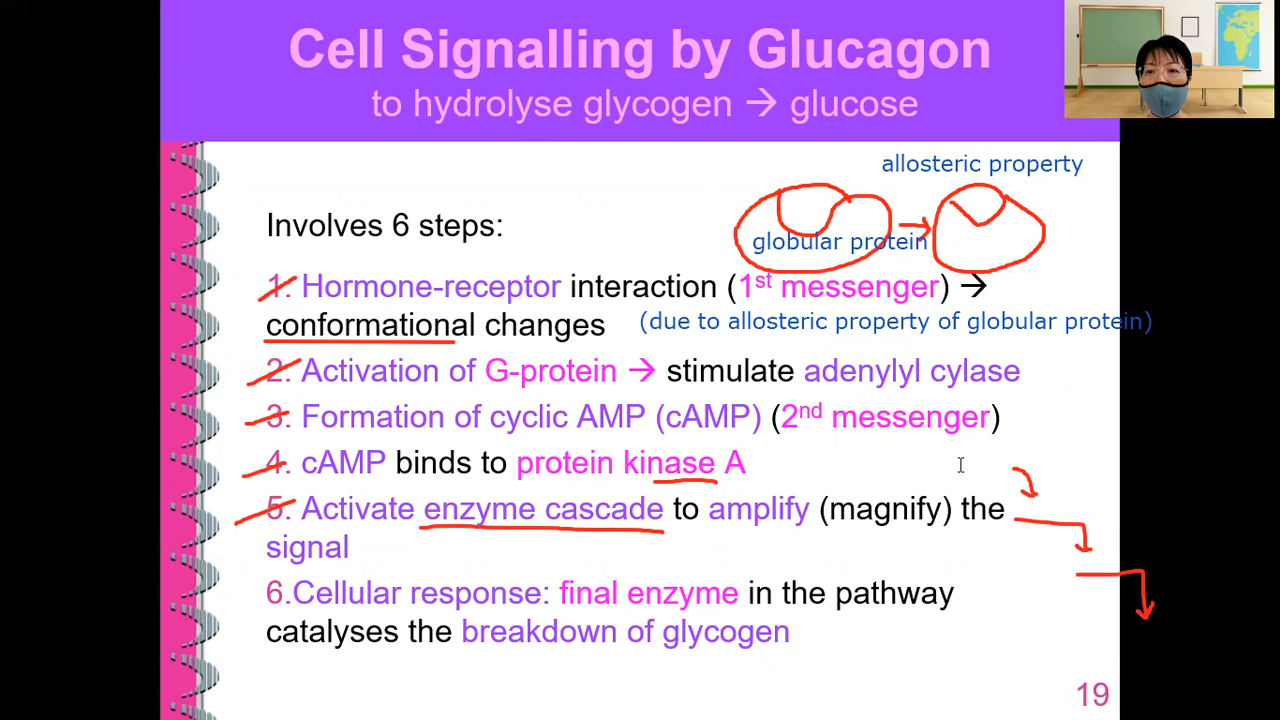 Cell Signalling by Glucagon
to hydrolyse glycogen → glucose
allosteric property
Involves 6 steps:
globular protein
1. Hormone-receptor interaction (1st messenger) →
conformational changes (due to allosteric property of globular protein)
2. Activation of G-protein → stimulate adenylyl cylase
3. Formation of cyclic AMP (cAMP) (2nd messenger)
4. cAMP binds to protein kinase A
5. Activate enzyme cascade to amplify (magnify) the
signal
6.Cellular response: final enzyme in the pathway
catalyses the breakdown of glycogen
19